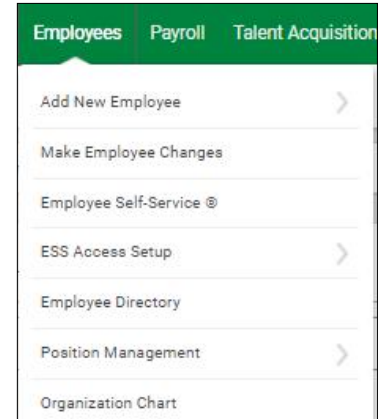 Employees Payroll Talent Acquisition
Add New Employee
Make Employee Changes
Employee Self-Service ®
ESS Access Setup
Employee Directory
Position Management
Organization Chart